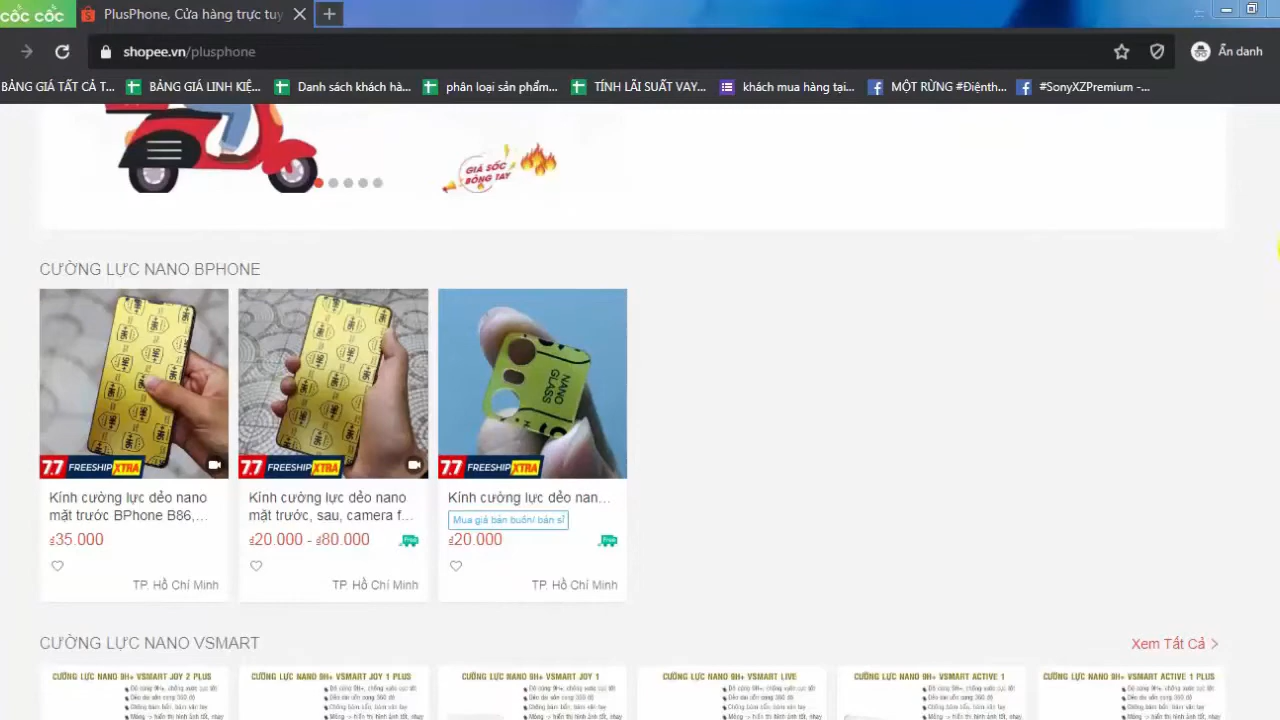 cốc cốc
PlusPhone, Cửa hàng trực tuy
shopee.vn/plusphone
Ẩn danh
BẢNG GIÁ TẤT CẢ T...
BẢNG GIÁ LINH KIỆ...
Danh sách khách hà...
phân loại sản phẩm...
TÍNH LÃI SUẤT VAY...
khách mua hàng tại...
MỘT RỪNG #Điệnth...
#SonyXZPremium -...
GIÁ SỐC
BỎNG TAY
CƯỜNG LỰC NANO BPHONE
NANO
GLASS
7.7 FREESHIP XTRA
7.7 FREESHIP XTRA
7.7 FREESHIP XTRA
Kính cường lực dẻo nano
mặt trước BPhone B86,...
₫35.000
TP. Hồ Chí Minh
Kính cường lực dẻo nano
mặt trước, sau, camera f...
₫20.000 - ₫80.000
TP. Hồ Chí Minh
Kính cường lực dẻo nan...
Mua giá bán buôn/ bán sỉ
₫20.000
TP. Hồ Chí Minh
CƯỜNG LỰC NANO VSMART
Xem Tất Cả >
CƯỜNG LỰC NANO 9H+ VSMART JOY 2 PLUS
CƯỜNG LỰC NANO 9H+ VSMART JOY 1 PLUS
CƯỜNG LỰC NANO 9H+ VSMART JOY 1
CƯỜNG LỰC NANO 9H+ VSMART LIVE
CƯỜNG LỰC NANO 9H+ VSMART ACTIVE 1
CƯỜNG LỰC NANO 9H+ VSMART ACTIVE 1 PLUS